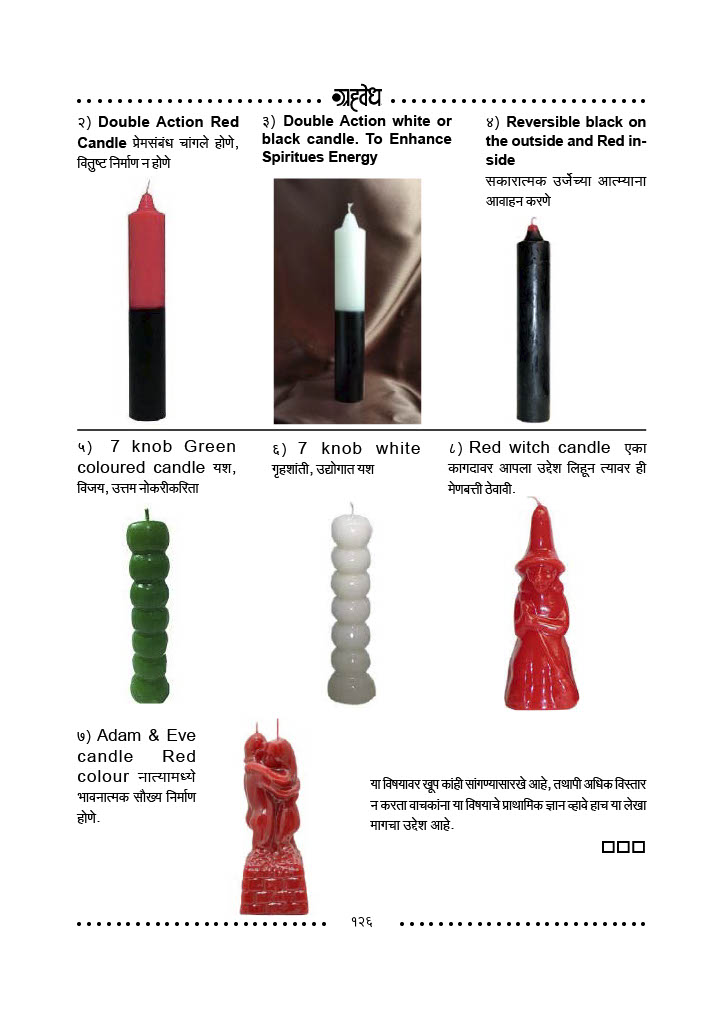 ग्रहवेध
२) Double Action Red
Candle प्रेमसंबंध चांगले होणे,
वितुष्ट निर्माण न होणे
३) Double Action white or
black candle. To Enhance
Spiritues Energy
४) Reversible black on
the outside and Red in-
side
सकारात्मक उर्जेच्या आत्म्याना
आवाहन करणे
५) 7 knob Green
coloured candle यश,
विजय, उत्तम नोकरीकरिता
६) 7 knob white
गृहशांती, उद्योगात यश
८) Red witch candle एका
कागदावर आपला उद्देश लिहून त्यावर ही
मेणबत्ती ठेवावी.
७) Adam & Eve
candle Red
colour नात्यामध्ये
भावनात्मक सौख्य निर्माण
होणे.
या विषयावर खूप कांही सांगण्यासारखे आहे, तथापी अधिक विस्तार
न करता वाचकांना या विषयाचे प्राथामिक ज्ञान व्हावे हाच या लेखा
मागचा उद्देश आहे.
१२६